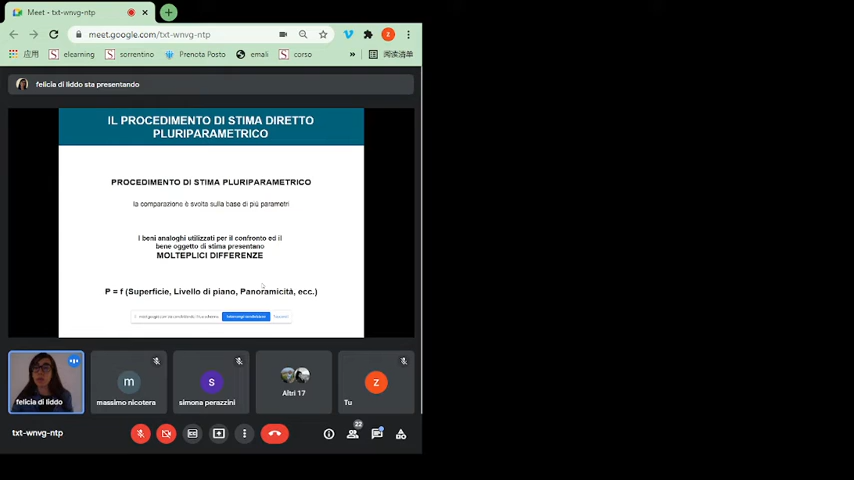 Meet - txt-wnvg-ntp
meet.google.com/txt-wnvg-ntp
应用
elearning
sorrentino
Prenota Posto
emali
corso
»
阅读清单
felicia di liddo sta presentando
IL PROCEDIMENTO DI STIMA DIRETTO
PLURIPARAMETRICO
PROCEDIMENTO DI STIMA PLURIPARAMETRICO
la comparazione è svolta sulla base di più parametri
I beni analoghi utilizzati per il confronto ed il
bene oggetto di stima presentano
MOLTEPLICI DIFFERENZE
P = f (Superficie, Livello di piano, Panoramicità, ecc.)
felicia di liddo
m
massimo nicotera
s
simona perazzini
Altri 17
z
Tu
txt-wnvg-ntp
22